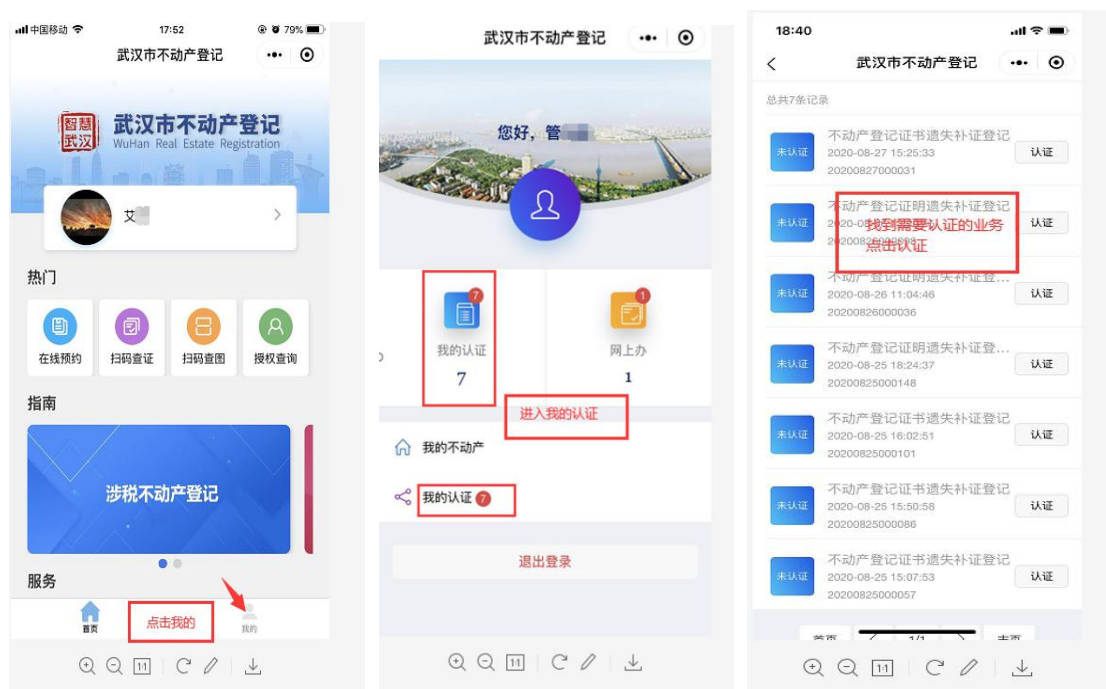 中国移动
17:52
79%
武汉市不动产登记
智慧
武汉
武汉市不动产登记
WuHan Real Estate Registration
艾
热门
在线预约
扫码查证
扫码查图
授权查询
指南
涉税不动产登记
服务
首页
点击我的
我的
1:1
武汉市不动产登记
您好，管
7
我的认证
7
1
网上办
1
进入我的认证
我的不动产
我的认证 7
退出登录
1:1
18:40
武汉市不动产登记
总共7条记录
未认证
不动产登记证书遗失补证登记
2020-08-27 15:25:33
20200827000031
认证
未认证
不动产登记证明遗失补证登记
认证
找到需要认证的业务
点击认证
未认证
不动产登记证明遗失补证登...
2020-08-26 11:04:46
20200826000036
认证
未认证
不动产登记证明遗失补证登...
2020-08-25 18:24:37
20200825000148
认证
未认证
不动产登记证书遗失补证登记
2020-08-25 16:02:51
20200825000101
认证
未认证
不动产登记证书遗失补证登记
2020-08-25 15:50:58
20200825000086
认证
未认证
不动产登记证书遗失补证登记
2020-08-25 15:07:53
20200825000057
认证
首页
1/1
末页
1:1